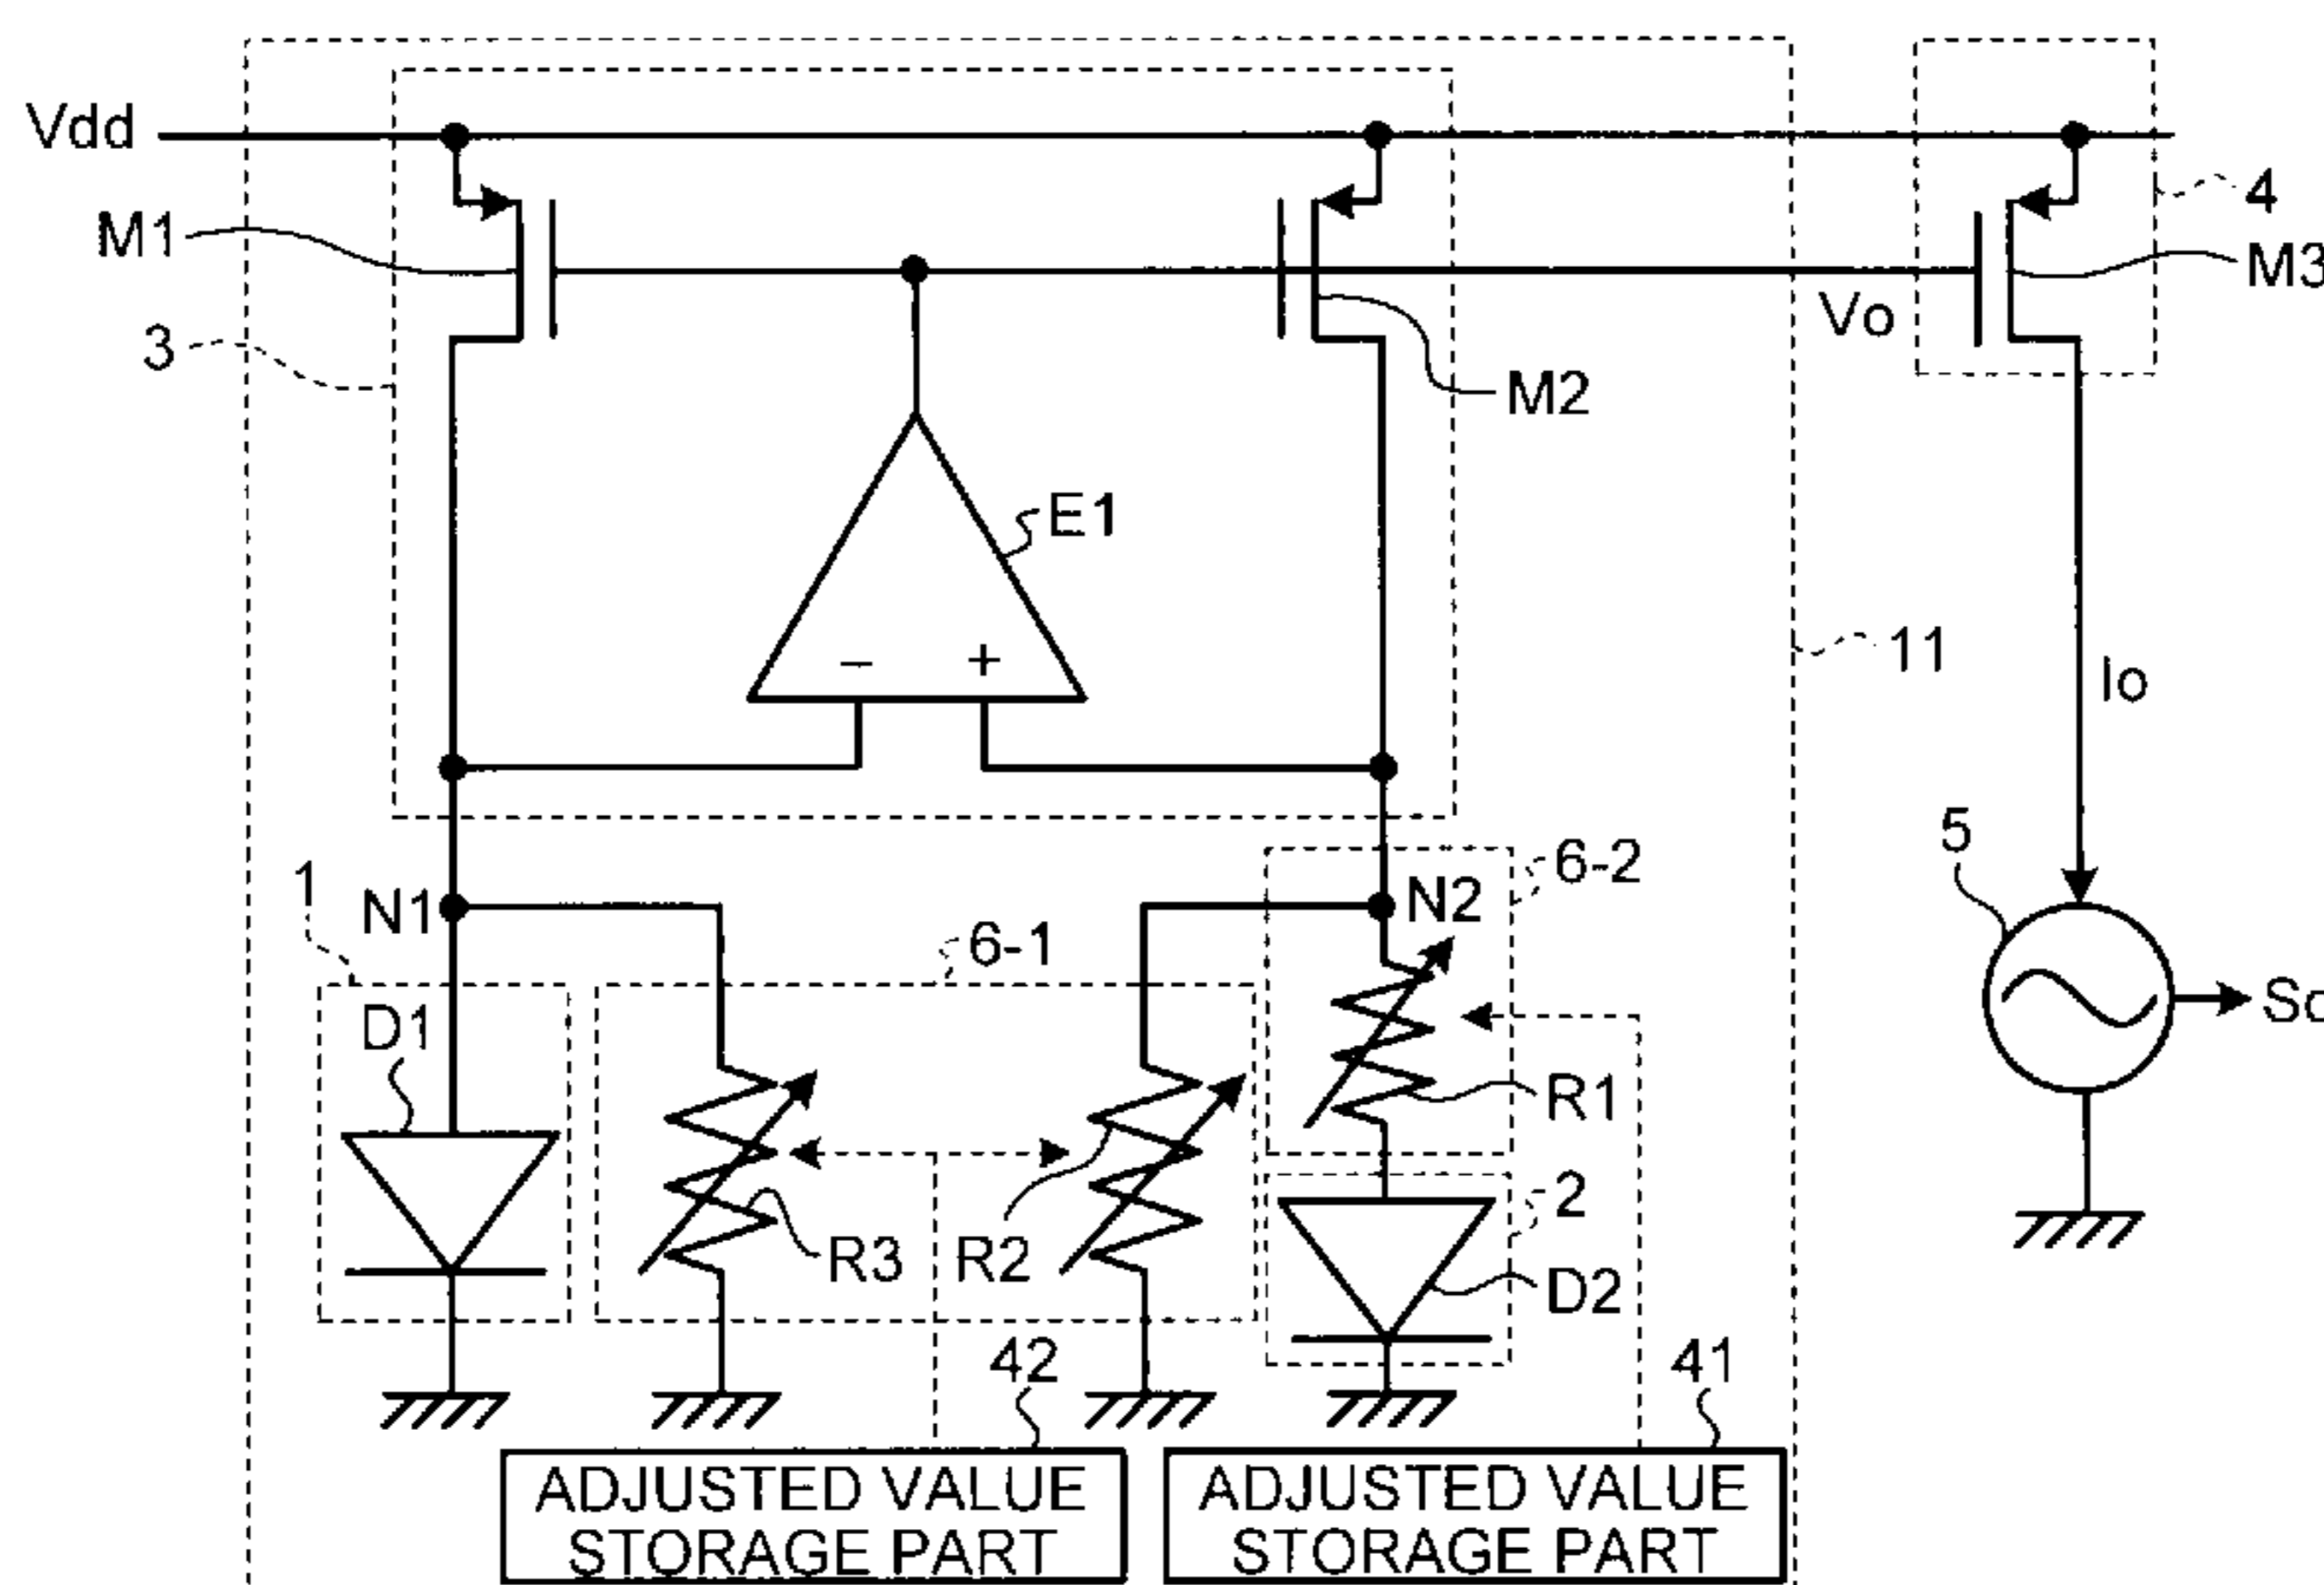 Vdd
M1
4
M3
3
Vo
M2
E1
− +
11
Io
5
1
N1
6-1
N2
6-2
D1
R1
R3
R2
2
D2
42
41
ADJUSTED VALUE
STORAGE PART
ADJUSTED VALUE
STORAGE PART